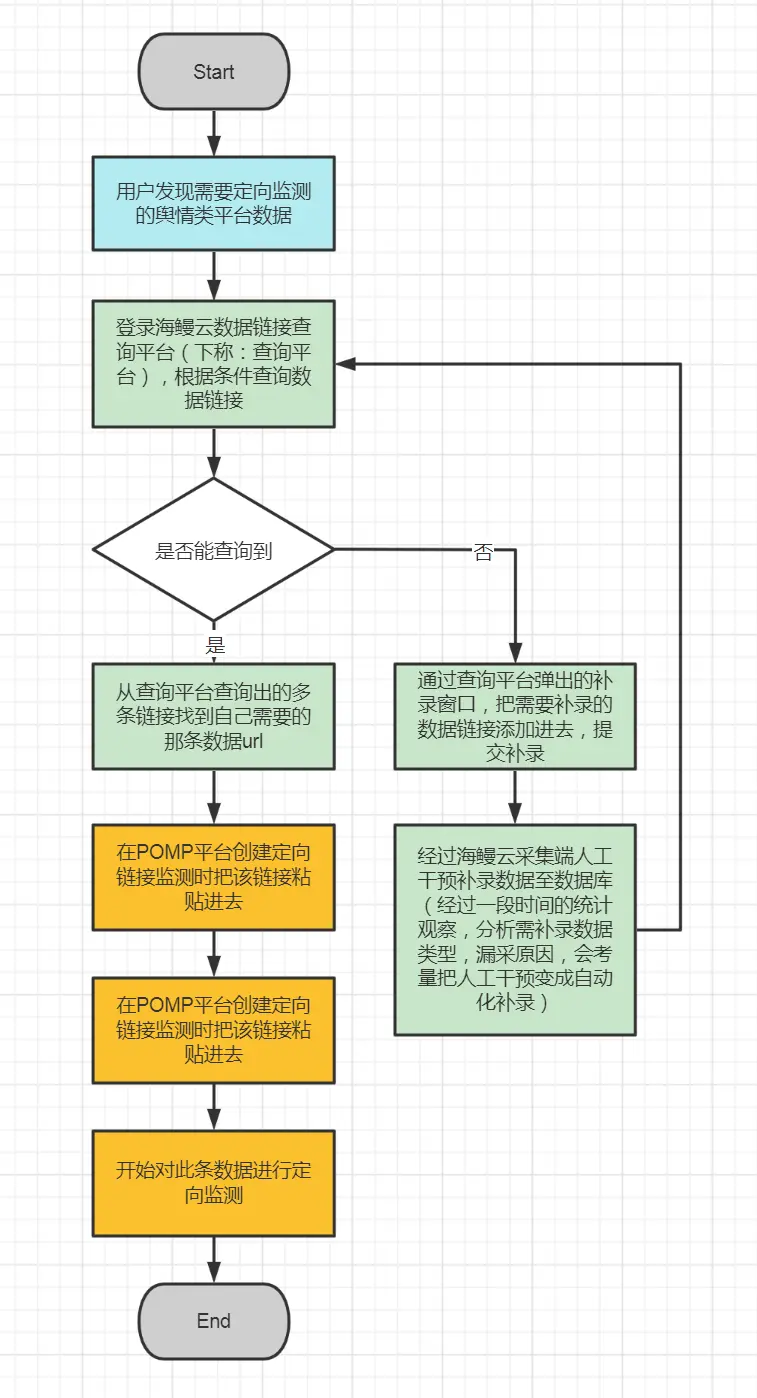 Start
用户发现需要定向监测
的舆情类平台数据
登录海鳗云数据链接查
询平台（下称：查询平
台），根据条件查询数
据链接
是否能查询到
否
是
从查询平台查询出的多
条链接找到自己需要的
那条数据url
通过查询平台弹出的补
录窗口，把需要补录的
数据链接添加进去，提
交补录
在POMP平台创建定向
链接监测时把该链接粘
贴进去
经过海鳗云采集端人工
干预补录数据至数据库
（经过一段时间的统计
观察，分析需补录数据
类型，漏采原因，会考
量把人工干预变成自动
化补录）
在POMP平台创建定向
链接监测时把该链接粘
贴进去
开始对此条数据进行定
向监测
End